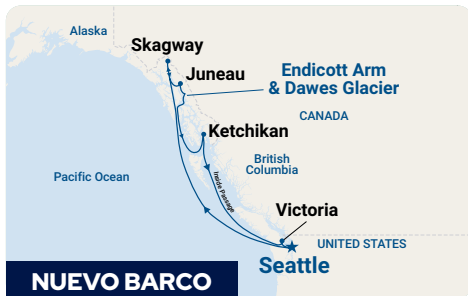 Alaska
Skagway
Juneau
Endicott Arm
& Dawes Glacier
CANADA
Ketchikan
British
Columbia
Pacific Ocean
Inside Passage
Victoria
UNITED STATES
Seattle
NUEVO BARCO